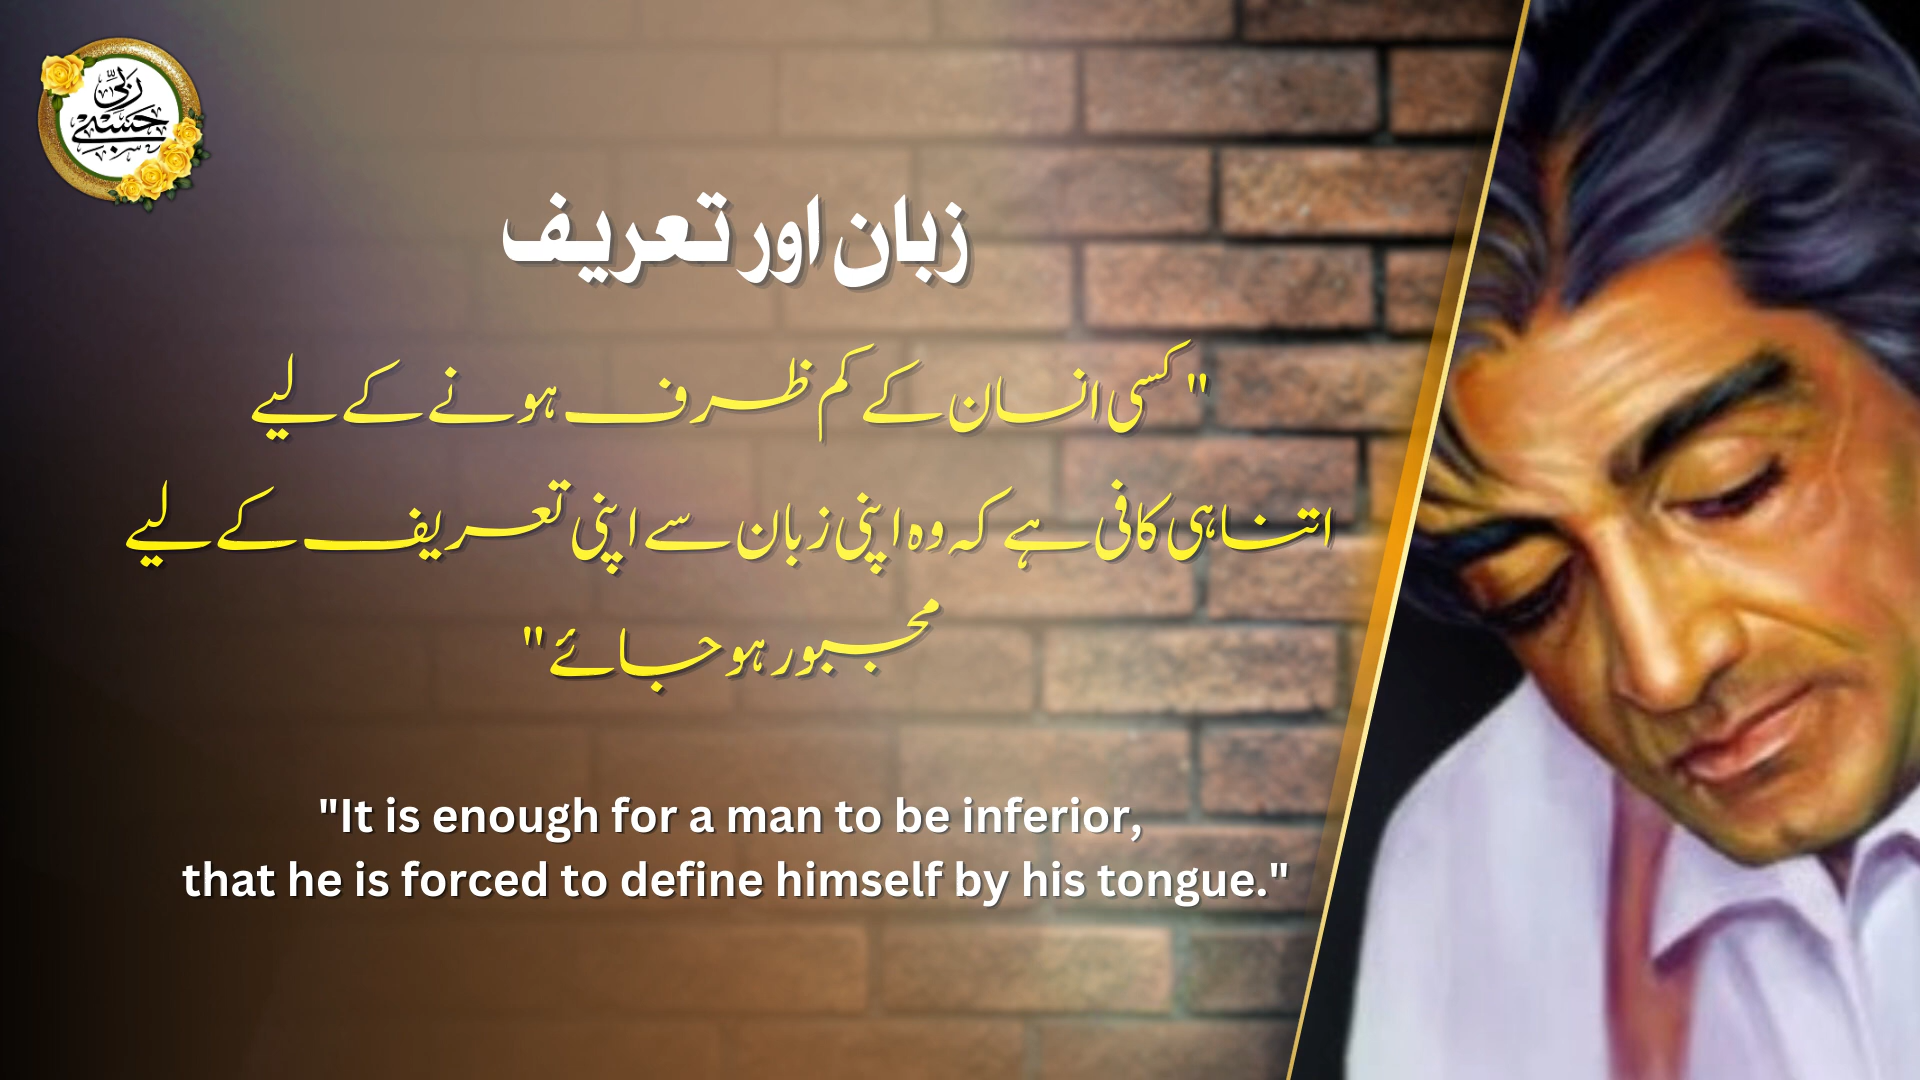 حسبی ربی
زبان اور تعریف
"کسی انسان کے کم ظرف ہونے کے لیے
اتنا ہی کافی ہے کہ وہ اپنی زبان سے اپنی تعریف کے لیے
مجبور ہو جائے"
"It is enough for a man to be inferior,
that he is forced to define himself by his tongue."